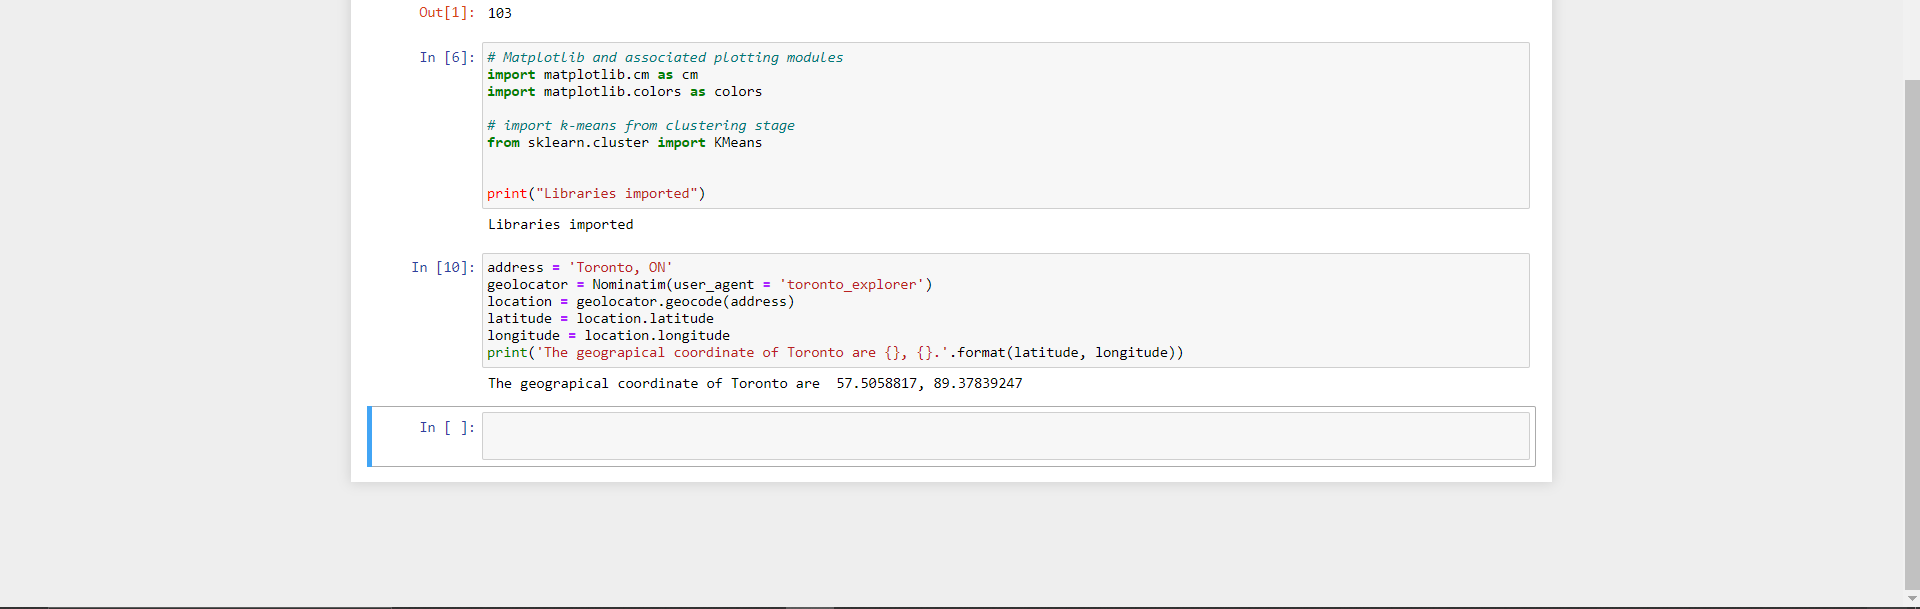 Out[1]: 103
In [6]: # Matplotlib and associated plotting modules
import matplotlib.cm as cm
import matplotlib.colors as colors
# import k-means from clustering stage
from sklearn.cluster import KMeans
print("Libraries imported")
Libraries imported
In [10]: address = 'Toronto, ON'
geolocator = Nominatim(user_agent = 'toronto_explorer')
location = geolocator.geocode(address)
latitude = location.latitude
longitude = location.longitude
print('The geograpical coordinate of Toronto are {}, {}.'.format(latitude, longitude))
The geograpical coordinate of Toronto are  57.5058817, 89.37839247
In [ ]: